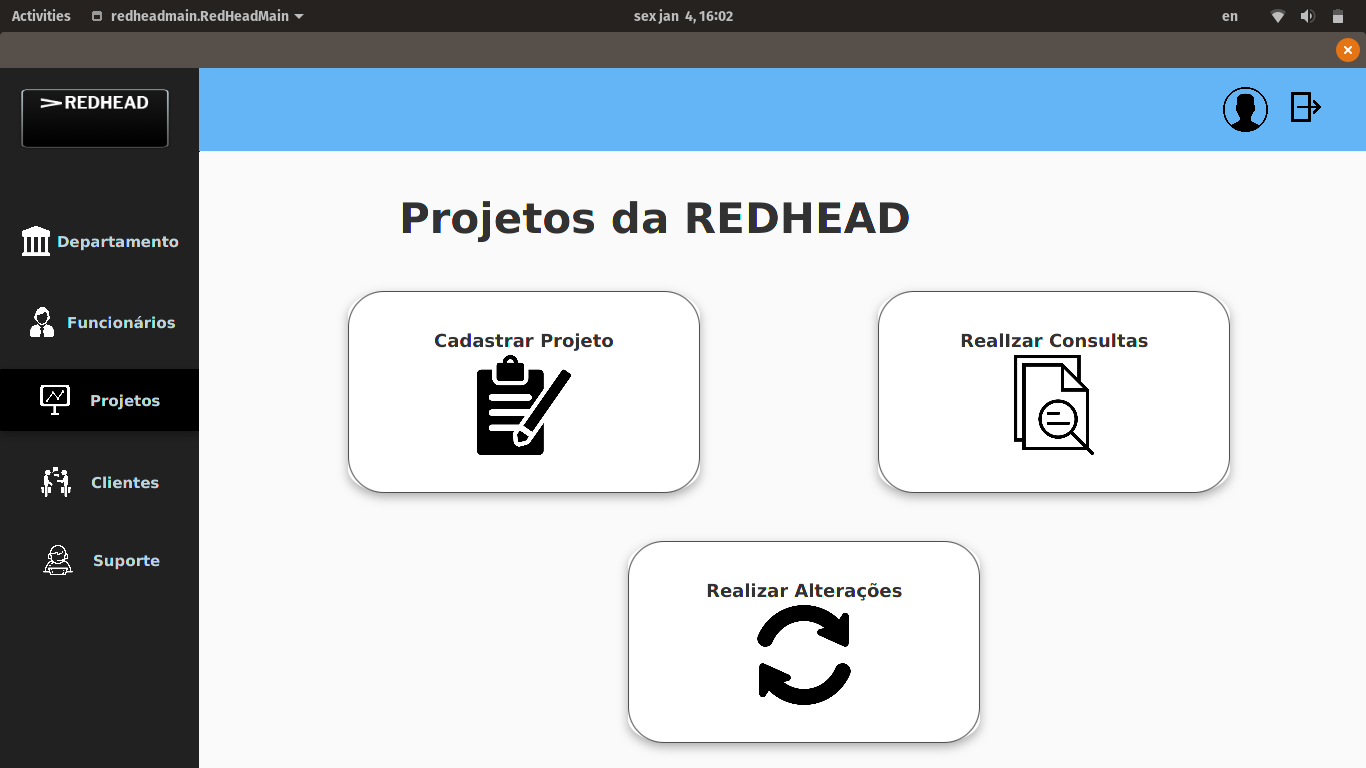 Activities redheadmain.RedHeadMain sex jan 4, 16:02 en
REDHEAD
Departamento
Funcionários
Projetos
Clientes
Suporte
Projetos da REDHEAD
Cadastrar Projeto
RealIzar Consultas
Realizar Alterações